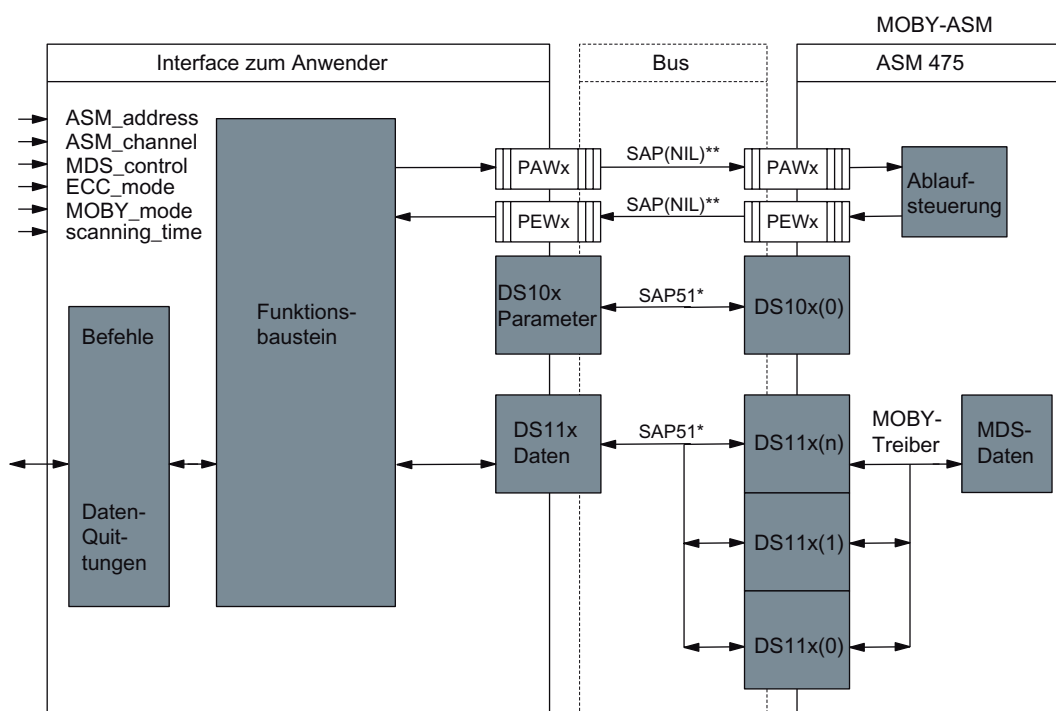 MOBY-ASM
Interface zum Anwender
Bus
ASM 475
ASM_address
ASM_channel
MDS_control
ECC_mode
MOBY_mode
scanning_time
PAWx
SAP(NIL)**
PAWx
PEWx
SAP(NIL)**
PEWx
Ablauf-
steuerung
Befehle
Daten-
Quit-
tungen
Funktions-
baustein
DS10x
Parameter
SAP51*
DS10x(0)
DS11x
Daten
SAP51*
DS11x(n)
DS11x(1)
DS11x(0)
MOBY-
Treiber
MDS-
Daten